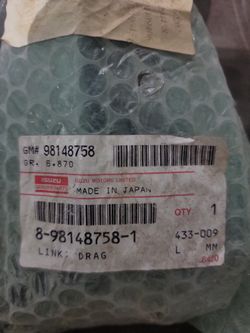 GM# 98148758
GR. 6.870
ISUZU ISUZU MOTORS LIMITED
MADE IN JAPAN
QTY 1
8-98148758-1 433-009
LINK; DRAG L MM